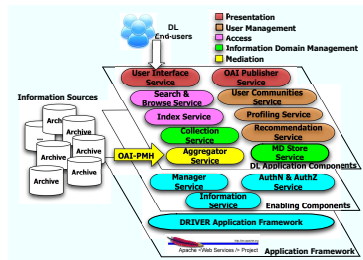 DL
End-users
Presentation
User Management
Access
Information Domain Management
Mediation
Information Sources
Archive
Archive
Archive
Archive
Archive
Archive
Archive
OAI-PMH
User Interface
Service
OAI Publisher
Service
Search &
Browse Service
User Communities
Service
Index Service
Profiling Service
Collection
Service
Recommendation
Service
Aggregator
Service
MD Store
Service
DL Application Components
Manager
Service
AuthN & AuthZ
Service
Information
Service
Enabling Components
DRIVER Application Framework
Apache <Web Services /> Project
Application Framework